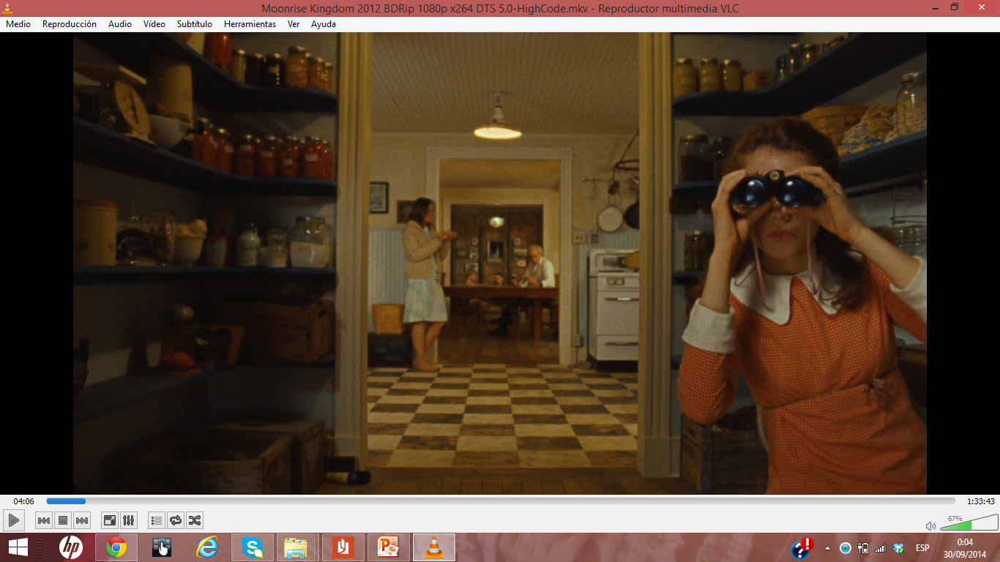 Moonrise Kingdom 2012 BDRip 1080p x264 DTS 5.0-HighCode.mkv - Reproductor multimedia VLC
Medio Reproducción Audio Vídeo Subtítulo Herramientas Ver Ayuda
04:06 1:33:43
67%
hp
ESP
0:04
30/09/2014